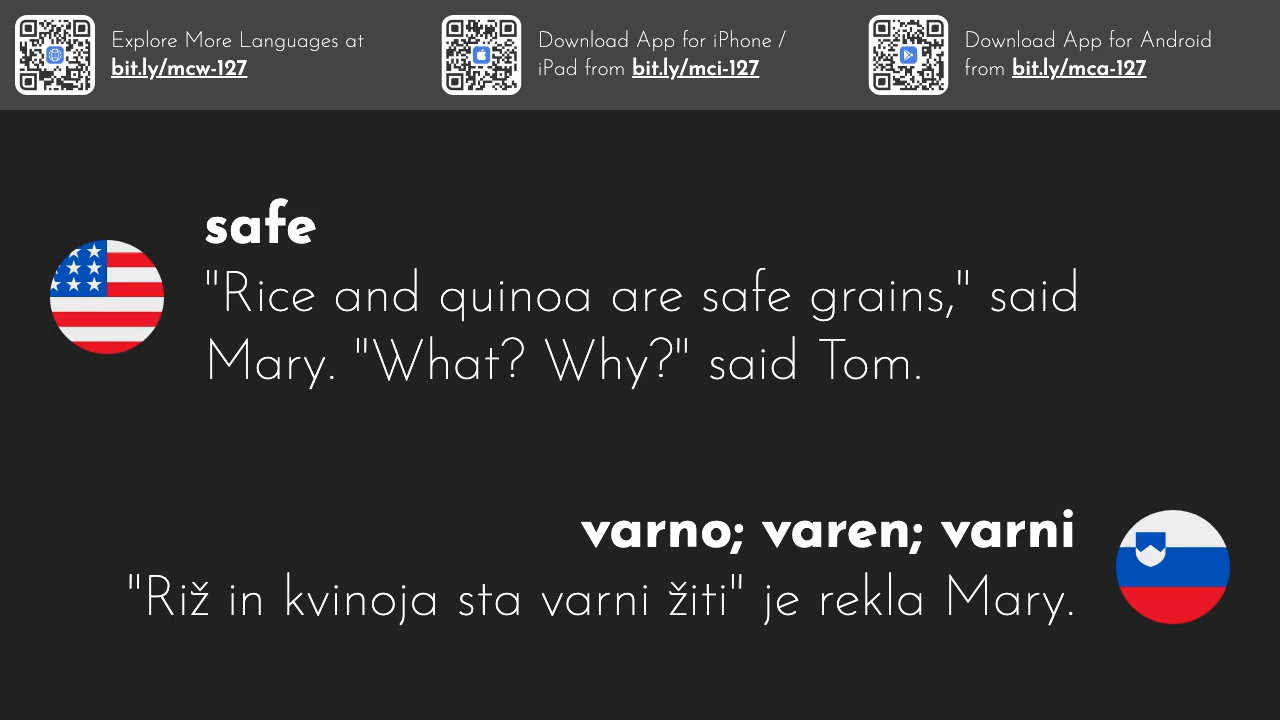 Explore More Languages at
bit.ly/mcw-127
Download App for iPhone /
iPad from bit.ly/mci-127
Download App for Android
from bit.ly/mca-127
safe
"Rice and quinoa are safe grains," said
Mary. "What? Why?" said Tom.
varno; varen; varni
"Riž in kvinoja sta varni žiti" je rekla Mary.